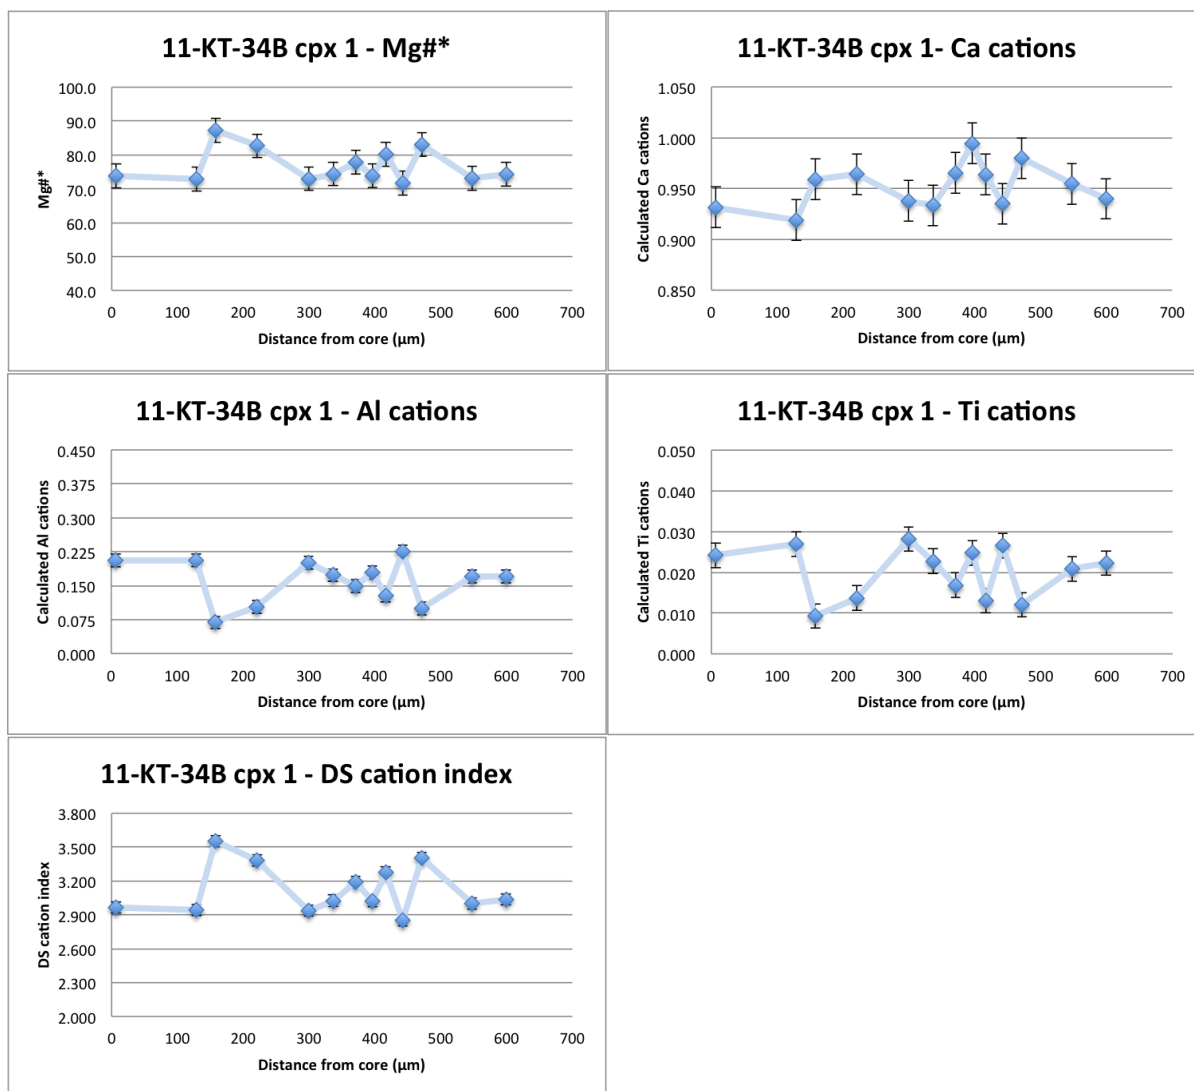 11-KT-34B cpx 1 - Mg#*
100.0
90.0
80.0
70.0
60.0
50.0
40.0
Mg#*
0 100 200 300 400 500 600 700
Distance from core (µm)
11-KT-34B cpx 1- Ca cations
1.050
1.000
0.950
0.900
0.850
Calculated Ca cations
0 100 200 300 400 500 600 700
Distance from core (µm)
11-KT-34B cpx 1 - Al cations
0.450
0.375
0.300
0.225
0.150
0.075
0.000
Calculated Al cations
0 100 200 300 400 500 600 700
Distance from core (µm)
11-KT-34B cpx 1 - Ti cations
0.050
0.040
0.030
0.020
0.010
0.000
Calculated Ti cations
0 100 200 300 400 500 600 700
Distance from core (µm)
11-KT-34B cpx 1 - DS cation index
3.800
3.500
3.200
2.900
2.600
2.300
2.000
DS cation index
0 100 200 300 400 500 600 700
Distance from core (µm)